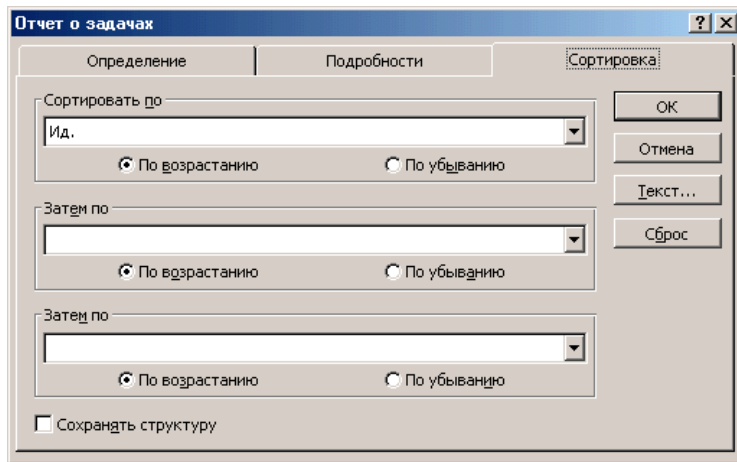 Отчет о задачах
Определение
Подробности
Сортировка
Сортировать по
Ид.
По возрастанию
По убыванию
Затем по
По возрастанию
По убыванию
Затем по
По возрастанию
По убыванию
Сохранять структуру
ОК
Отмена
Текст...
Сброс